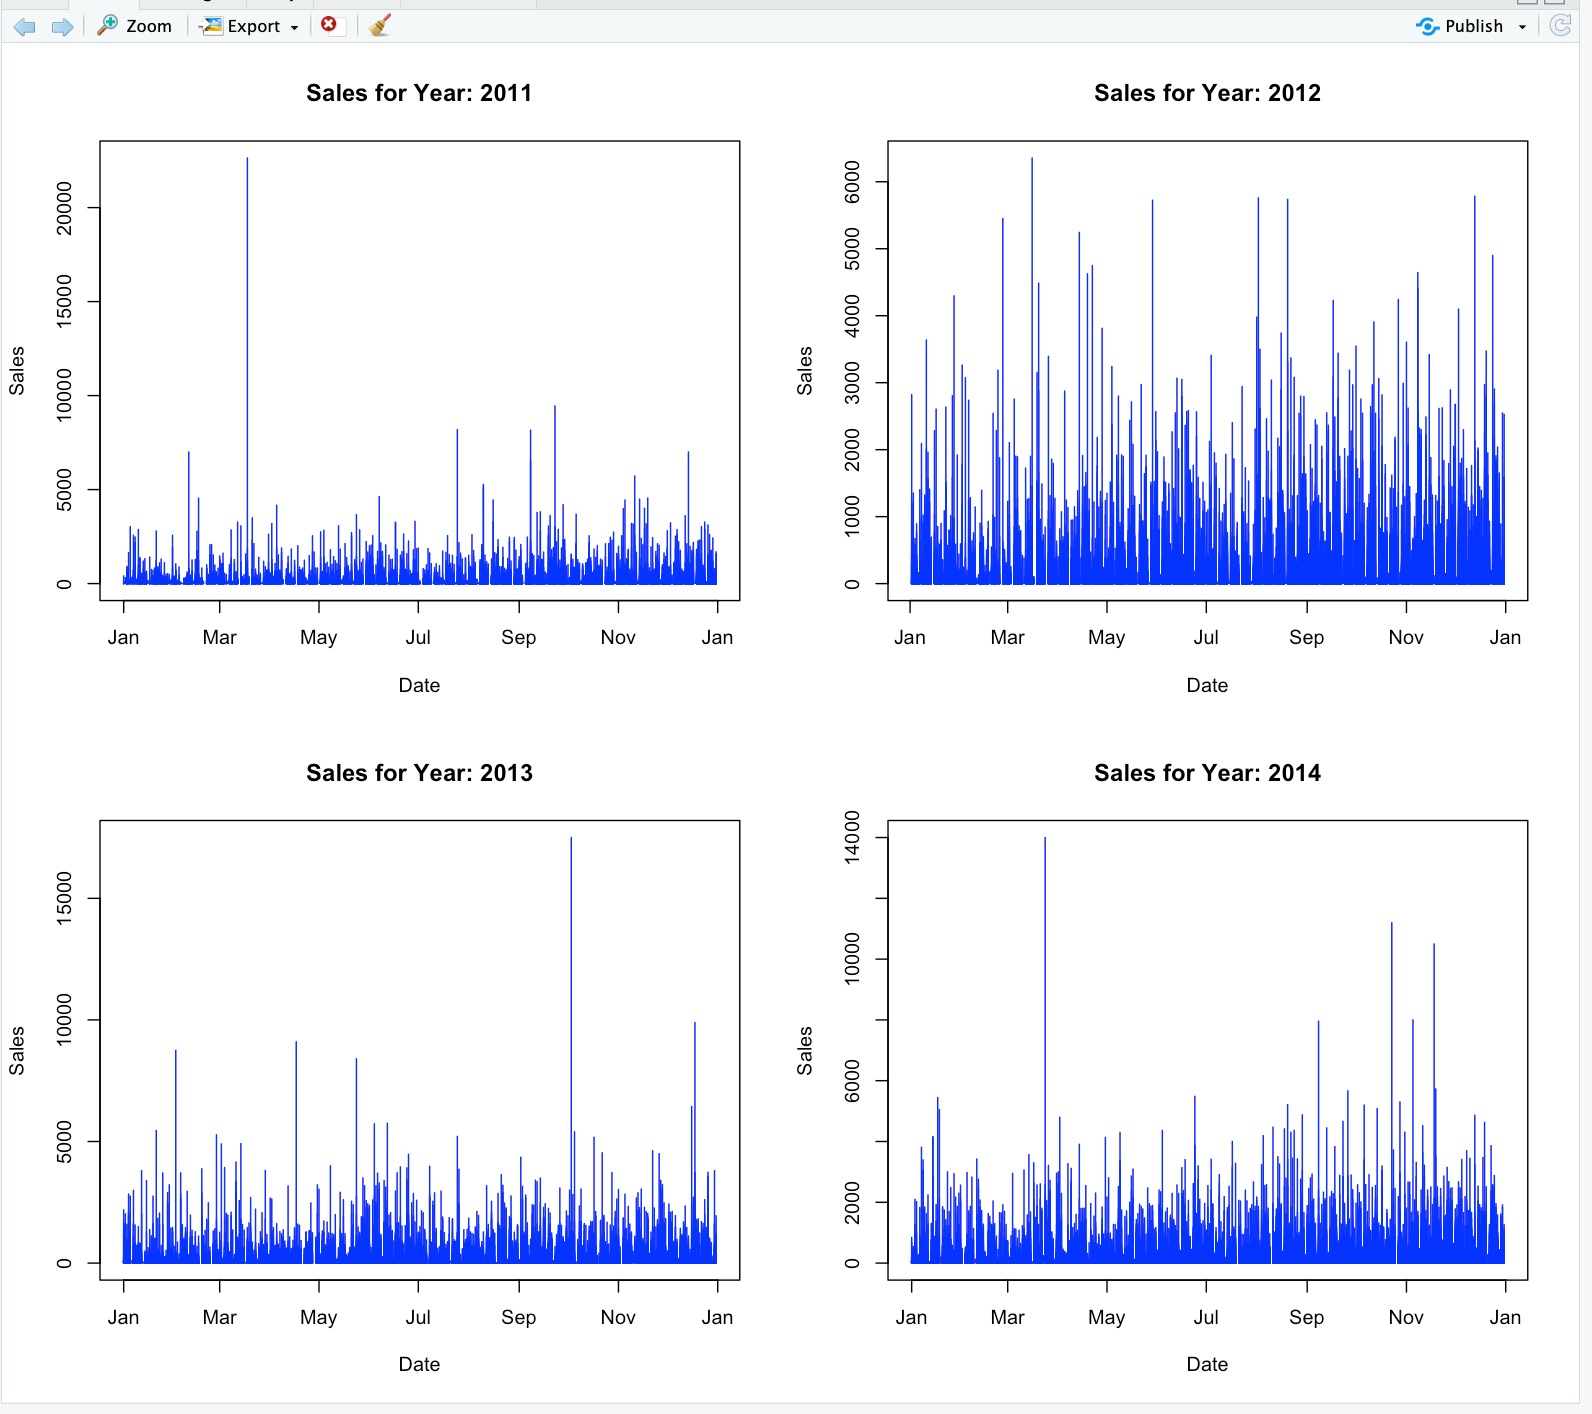 Zoom Export Publish
Sales for Year: 2011
Sales
20000
15000
10000
5000
0
Jan Mar May Jul Sep Nov Jan
Date
Sales for Year: 2012
Sales
6000
5000
4000
3000
2000
1000
0
Jan Mar May Jul Sep Nov Jan
Date
Sales for Year: 2013
Sales
15000
10000
5000
0
Jan Mar May Jul Sep Nov Jan
Date
Sales for Year: 2014
Sales
14000
10000
6000
2000
0
Jan Mar May Jul Sep Nov Jan
Date